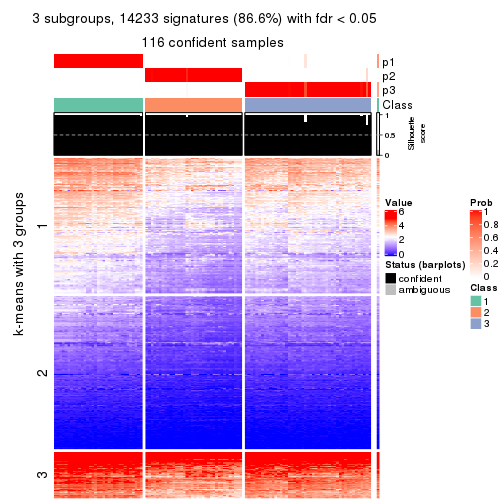 3 subgroups, 14233 signatures (86.6%) with fdr < 0.05
116 confident samples
p1
p2
p3
Class
1
0.5
0
Silhouette
score
k-means with 3 groups
1
2
3
Value
6
4
2
0
Status (barplots)
confident
ambiguous
Prob
1
0.8
0.6
0.4
0.2
0
Class
1
2
3